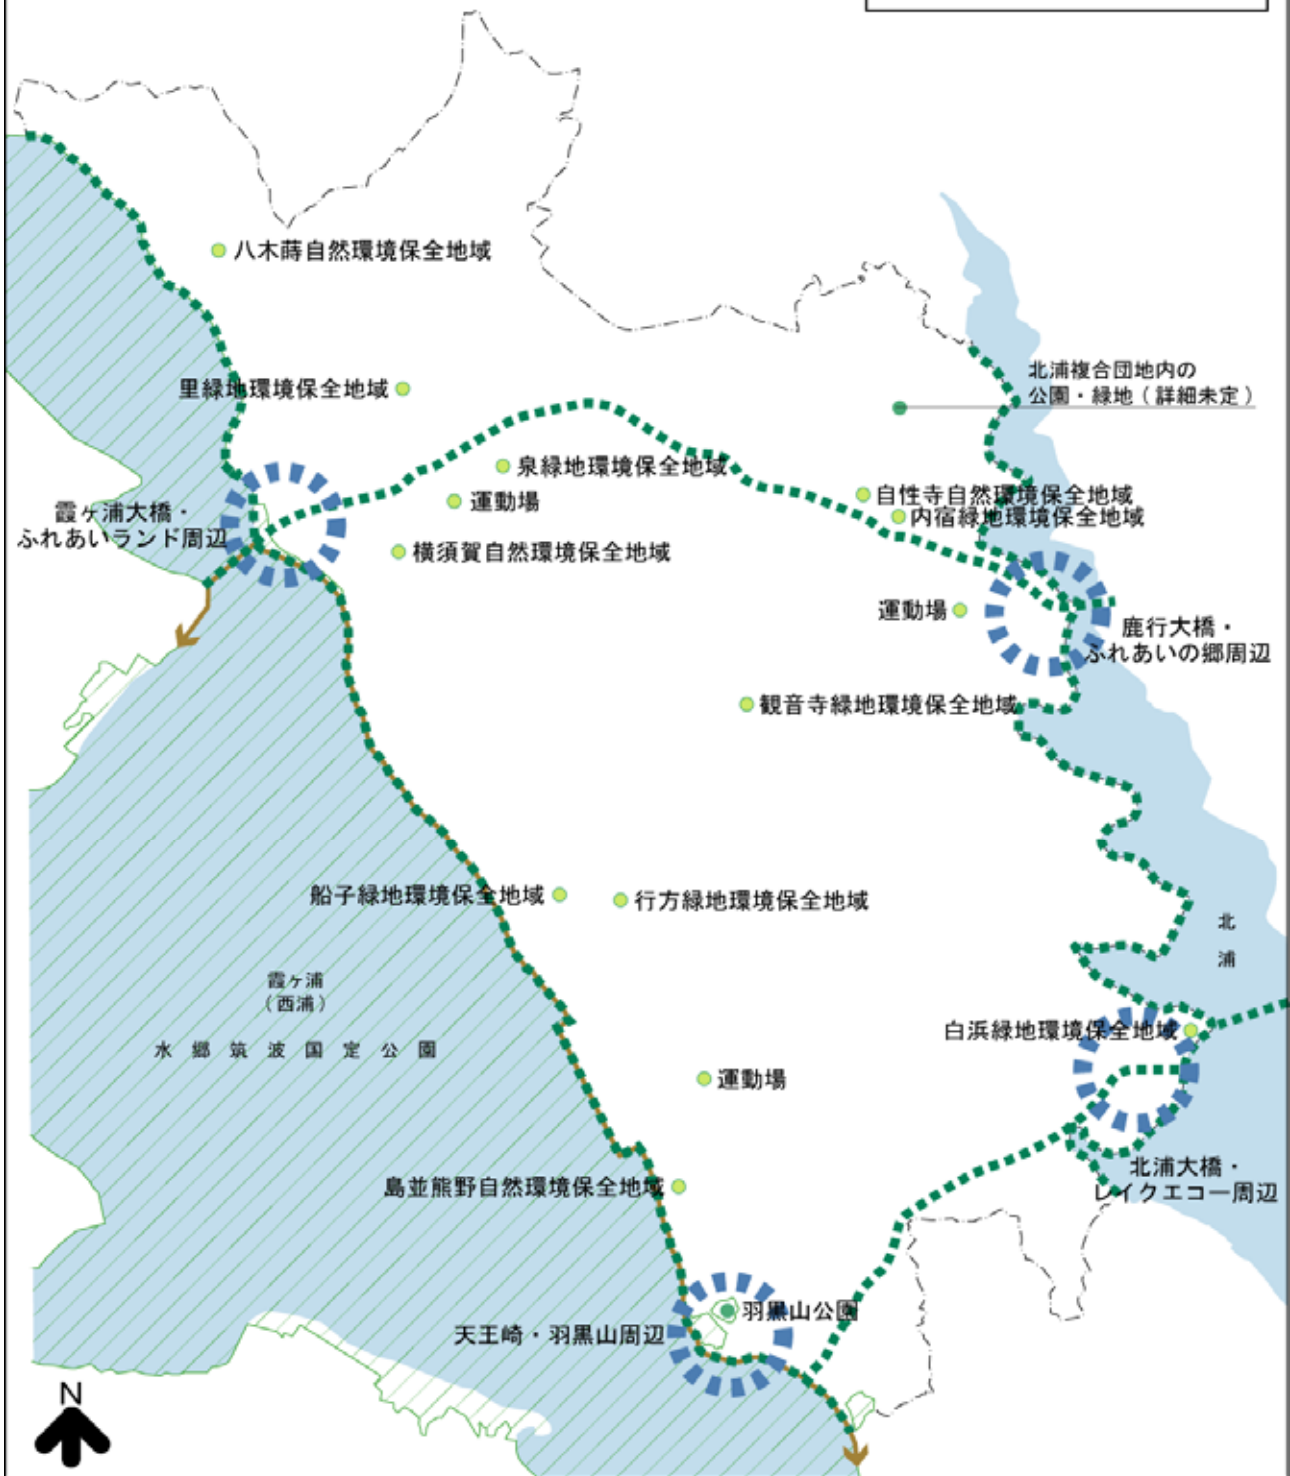 八木蒔自然環境保全地域
北浦複合団地内の
公園・緑地（詳細未定）
里緑地環境保全地域
泉緑地環境保全地域
運動場
自性寺自然環境保全地域
内宿緑地環境保全地域
霞ヶ浦大橋・
ふれあいランド周辺
横須賀自然環境保全地域
運動場
鹿行大橋・
ふれあいの郷周辺
観音寺緑地環境保全地域
船子緑地環境保全地域
行方緑地環境保全地域
北
浦
霞ヶ浦
（西浦）
水郷筑波国定公園
白浜緑地環境保全地域
運動場
北浦大橋・
レイクエコー周辺
島並熊野自然環境保全地域
羽黒山公園
天王崎・羽黒山周辺
N